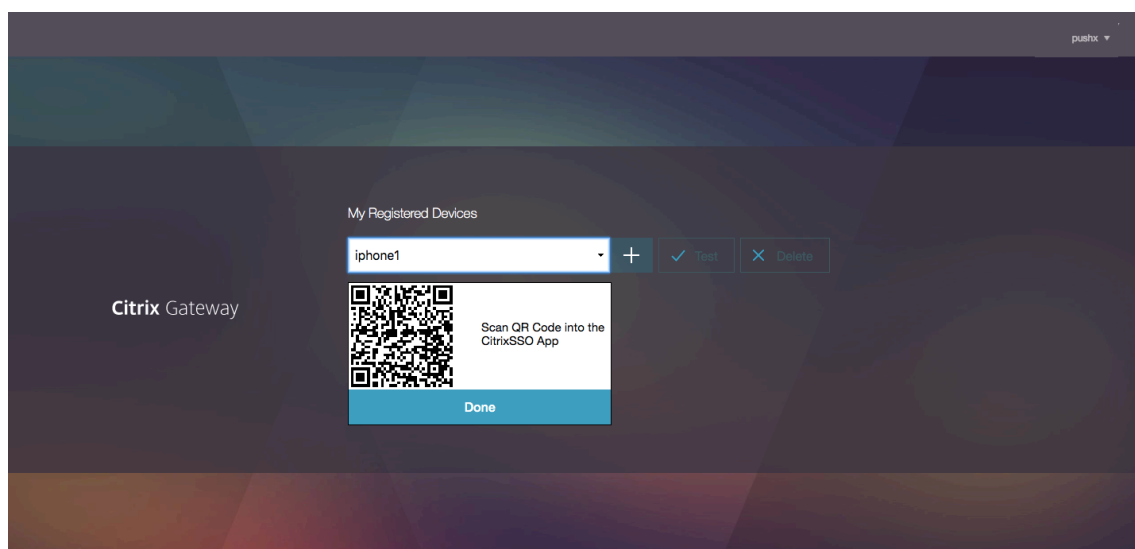 pushx
My Registered Devices
iphone1
Test
Delete
Citrix Gateway
Scan QR Code into the
CitrixSSO App
Done